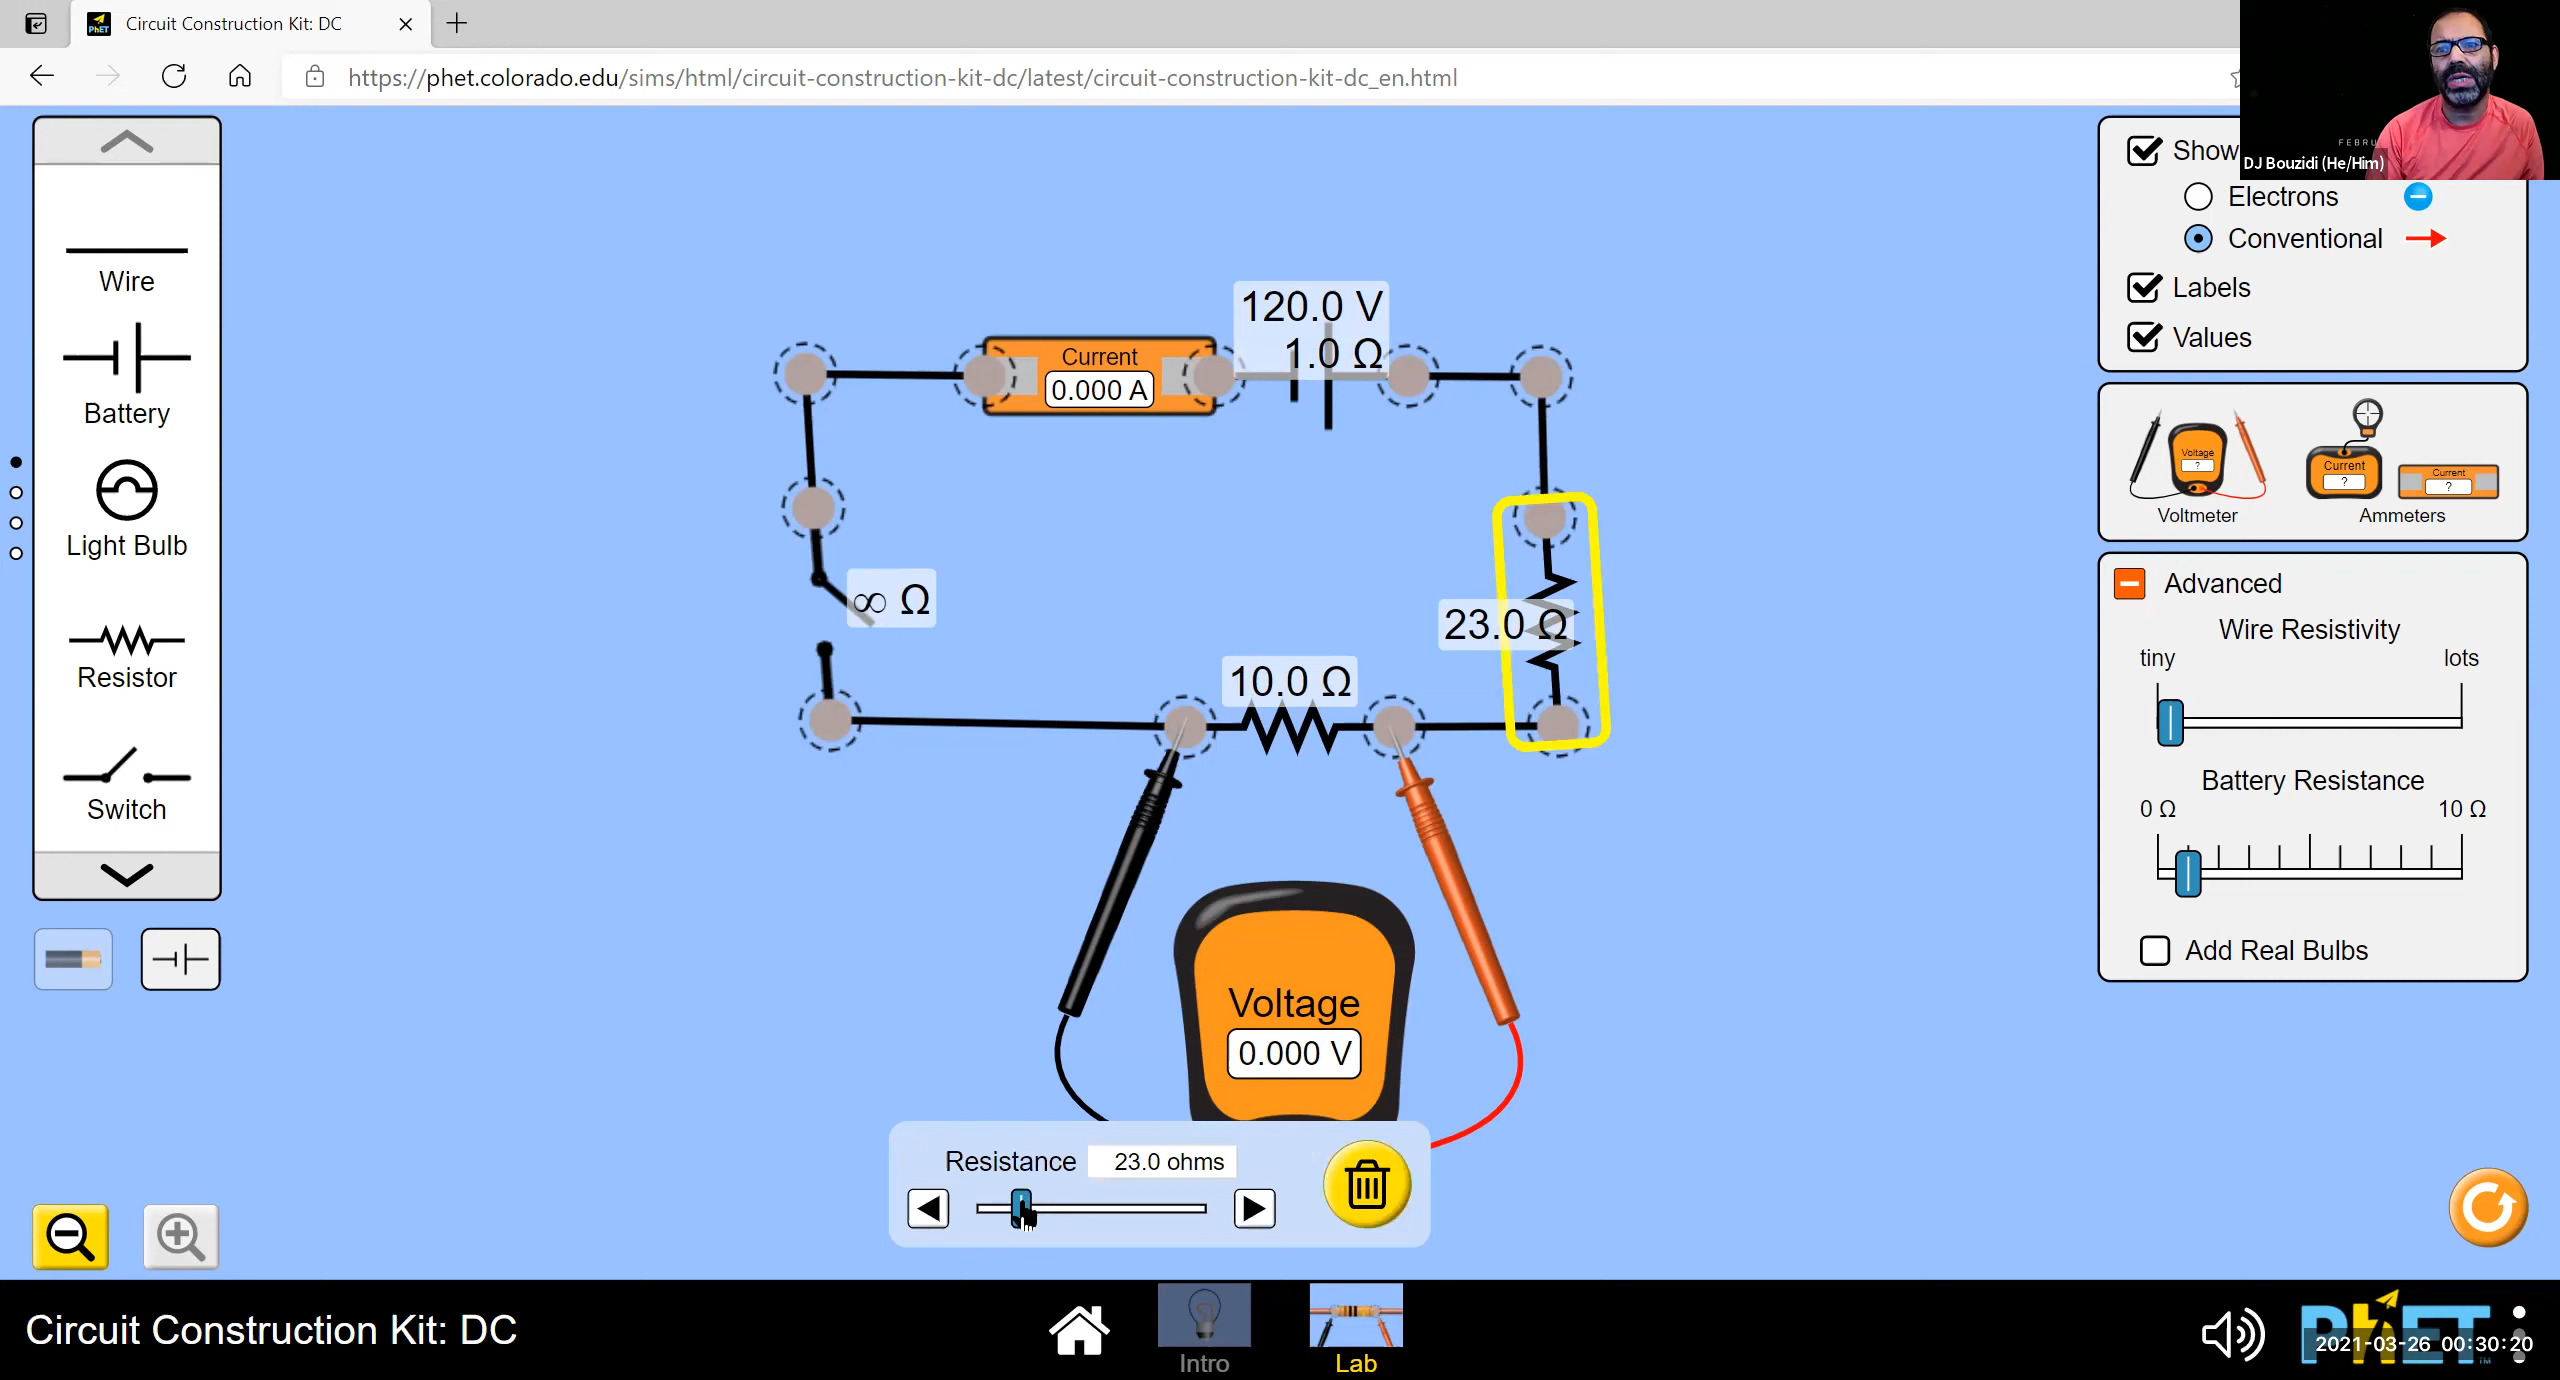 Circuit Construction Kit: DC
https://phet.colorado.edu/sims/html/circuit-construction-kit-dc/latest/circuit-construction-kit-dc_en.html
FEBRU
DJ Bouzidi (He/Him)
Wire
Battery
Light Bulb
Resistor
Switch
120.0 V
1.0 Ω
Current
0.000 A
∞ Ω
23.0 Ω
10.0 Ω
Voltage
0.000 V
Resistance 23.0 ohms
Show
Electrons
Conventional
Labels
Values
Voltage
?
Current
?
Current
?
Voltmeter
Ammeters
Advanced
Wire Resistivity
tiny lots
Battery Resistance
0 Ω 10 Ω
Add Real Bulbs
Circuit Construction Kit: DC
Intro
Lab
PhET
2021-03-26 00:30:20